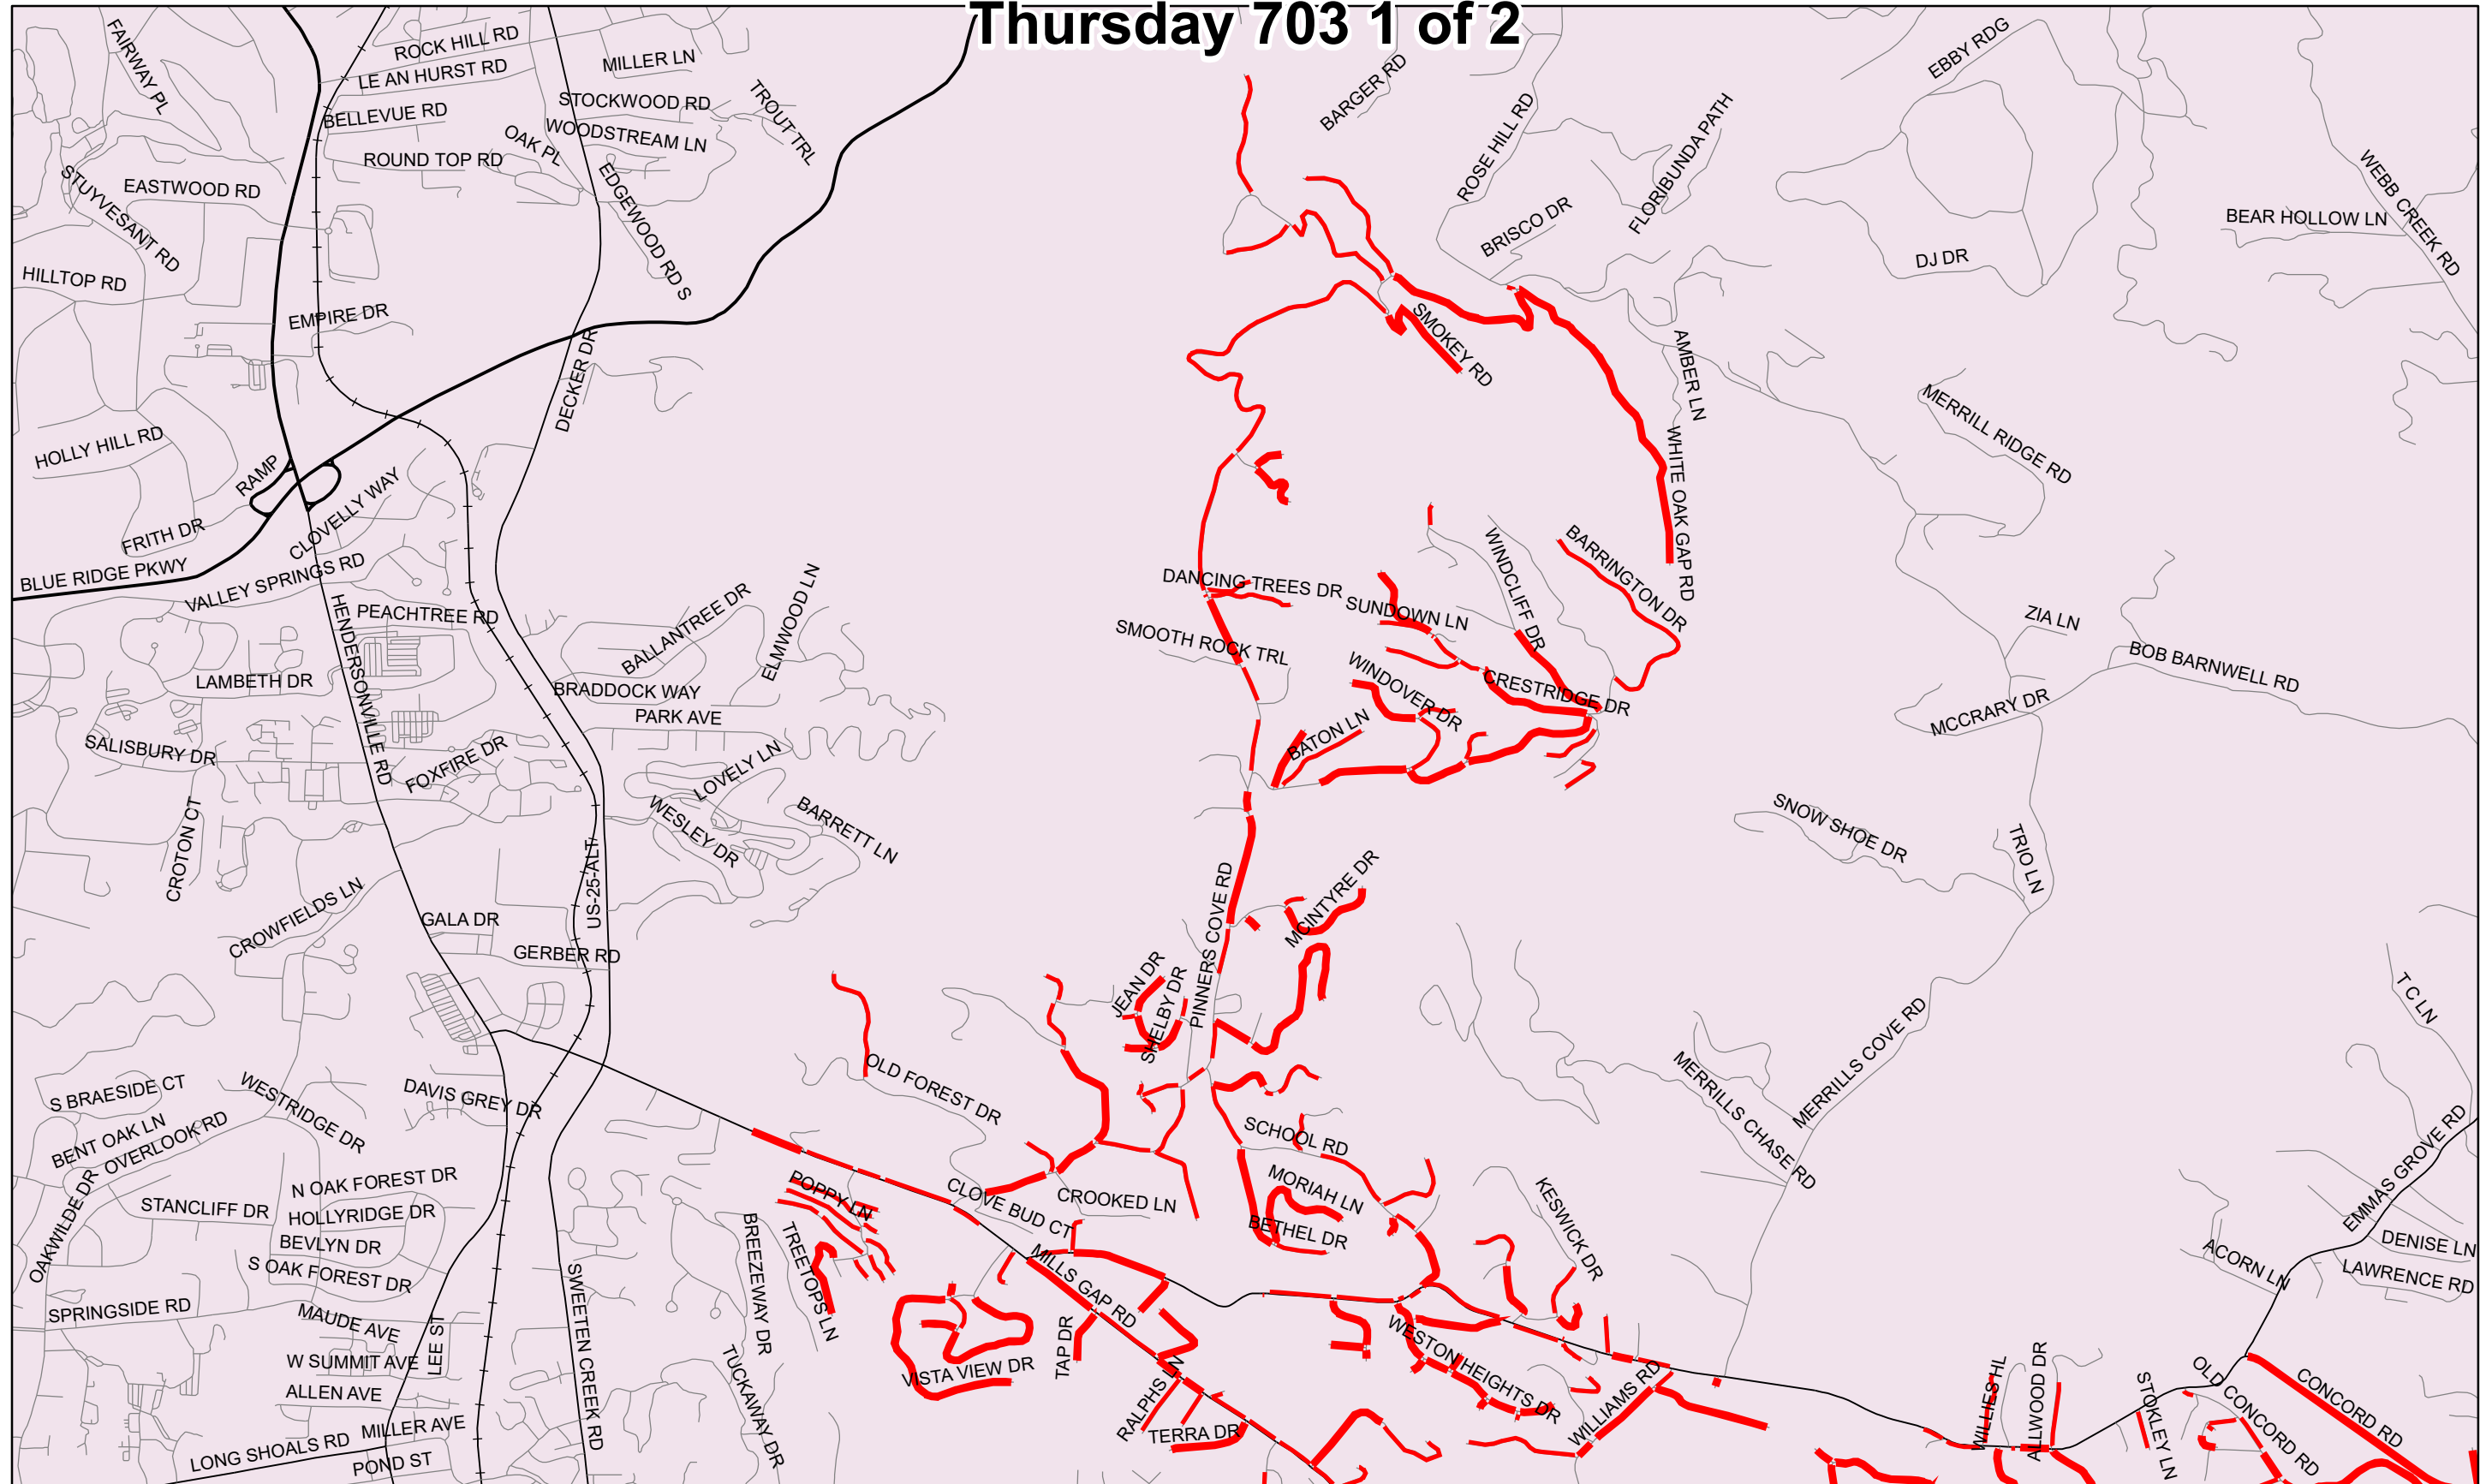 Thursday 703 1 of 2
FAIRWAY PL
ROCK HILL RD
LE AN HURST RD
MILLER LN
BELLEVUE RD
STOCKWOOD RD
TROUT TRL
WOODSTREAM LN
OAK PL
ROUND TOP RD
EDGEWOOD RD S
STUYVESANT RD
EASTWOOD RD
HILLTOP RD
EMPIRE DR
DECKER DR
HOLLY HILL RD
RAMP
CLOVELLY WAY
FRITH DR
BLUE RIDGE PKWY
VALLEY SPRINGS RD
HENDERSONVILLE RD
PEACHTREE RD
BALLANTREE DR
ELMWOOD LN
LAMBETH DR
BRADDOCK WAY
PARK AVE
SALISBURY DR
FOXFIRE DR
LOVELY LN
WESLEY DR
BARRETT LN
CROTON CT
US-25-ALT
CROWFIELDS LN
GALA DR
GERBER RD
BARGER RD
ROSE HILL RD
FLORIBUNDA PATH
BRISCO DR
EBBY RDG
WEBB CREEK RD
BEAR HOLLOW LN
DJ DR
SMOKEY RD
AMBER LN
WHITE OAK GAP RD
MERRILL RIDGE RD
DANCING TREES DR
SUNDOWN LN
WINDCLIFF DR
BARRINGTON DR
SMOOTH ROCK TRL
WINDOVER DR
CRESTRIDGE DR
BATON LN
ZIA LN
BOB BARNWELL RD
MCCRARY DR
SNOW SHOE DR
TRIO LN
PINNERS COVE RD
MCINTYRE DR
JEAN DR
SHELBY DR
T C LN
MERRILLS COVE RD
MERRILLS CHASE RD
EMMAS GROVE RD
S BRAESIDE CT
WESTRIDGE DR
DAVIS GREY DR
BENT OAK LN
OVERLOOK RD
OLD FOREST DR
SCHOOL RD
OAKWILDE DR
STANCLIFF DR
N OAK FOREST DR
HOLLYRIDGE DR
BEVLYN DR
S OAK FOREST DR
POPPY LN
CLOVE BUD CT
CROOKED LN
MORIAH LN
BETHEL DR
KESWICK DR
DENISE LN
ACORN LN
LAWRENCE RD
SPRINGSIDE RD
MAUDE AVE
LEE ST
SWEETEN CREEK RD
BREEZEWAY DR
TREETOPS LN
MILLS GAP RD
W SUMMIT AVE
TUCKAWAY DR
VISTA VIEW DR
TAP DR
WESTON HEIGHTS DR
WILLIAMS RD
WILLIES HL
ALLWOOD DR
STOKLEY LN
OLD CONCORD RD
CONCORD RD
ALLEN AVE
MILLER AVE
RALPHS LN
TERRA DR
LONG SHOALS RD
POND ST